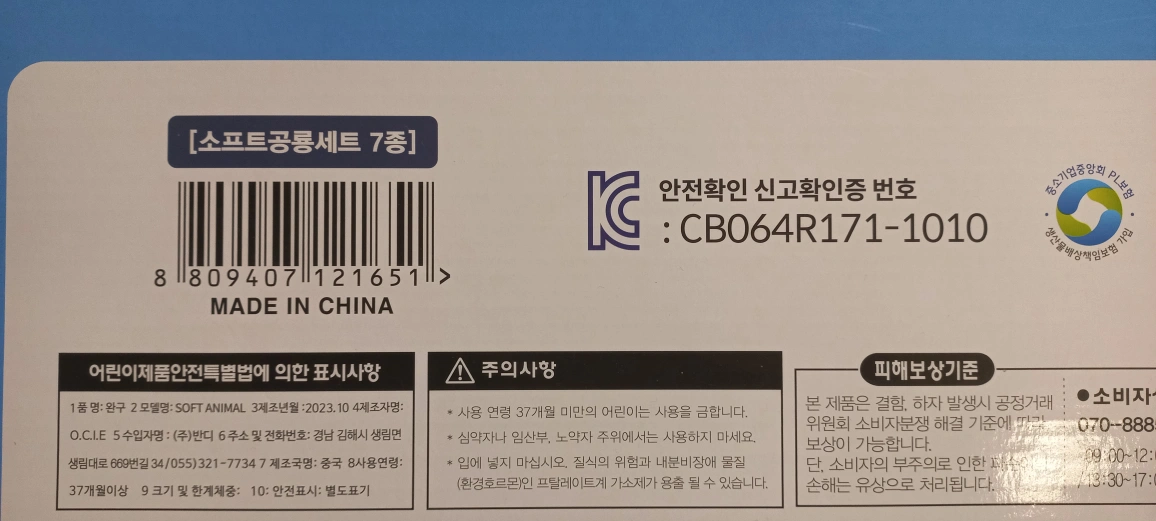 [소프트공룡세트 7종]
8 809407 121651 >
MADE IN CHINA
KC
안전확인 신고확인증 번호
: CB064R171-1010
중소기업중앙회 PL보험
생산물배상책임보험 가입
어린이제품안전특별법에 의한 표시사항
1품 명: 완구 2 모델명: SOFT ANIMAL 3제조년월 :2023.10 4제조자명:
O.C.I.E 5 수입자명 : (주)반디 6 주소 및 전화번호: 경남 김해시 생림면
생림대로 669번길 34 / 055)321-7734 7 제조국명: 중국 8사용연령:
37개월이상 9 크기 및 한계체중: 10: 안전표시: 별도표기
주의사항
* 사용 연령 37개월 미만의 어린이는 사용을 금합니다.
* 심약자나 임산부, 노약자 주위에서는 사용하지 마세요.
* 입에 넣지 마십시오. 질식의 위험과 내분비장애 물질
(환경호르몬)인 프탈레이트계 가소제가 용출 될 수 있습니다.
피해보상기준
본 제품은 결함, 하자 발생시 공정거래
위원회 소비자분쟁 해결 기준에 따라
보상이 가능합니다.
단, 소비자의 부주의로 인한
손해는 유상으로 처리됩니다.
●소비자
070--888
09:00~12:0
13:30~17:0